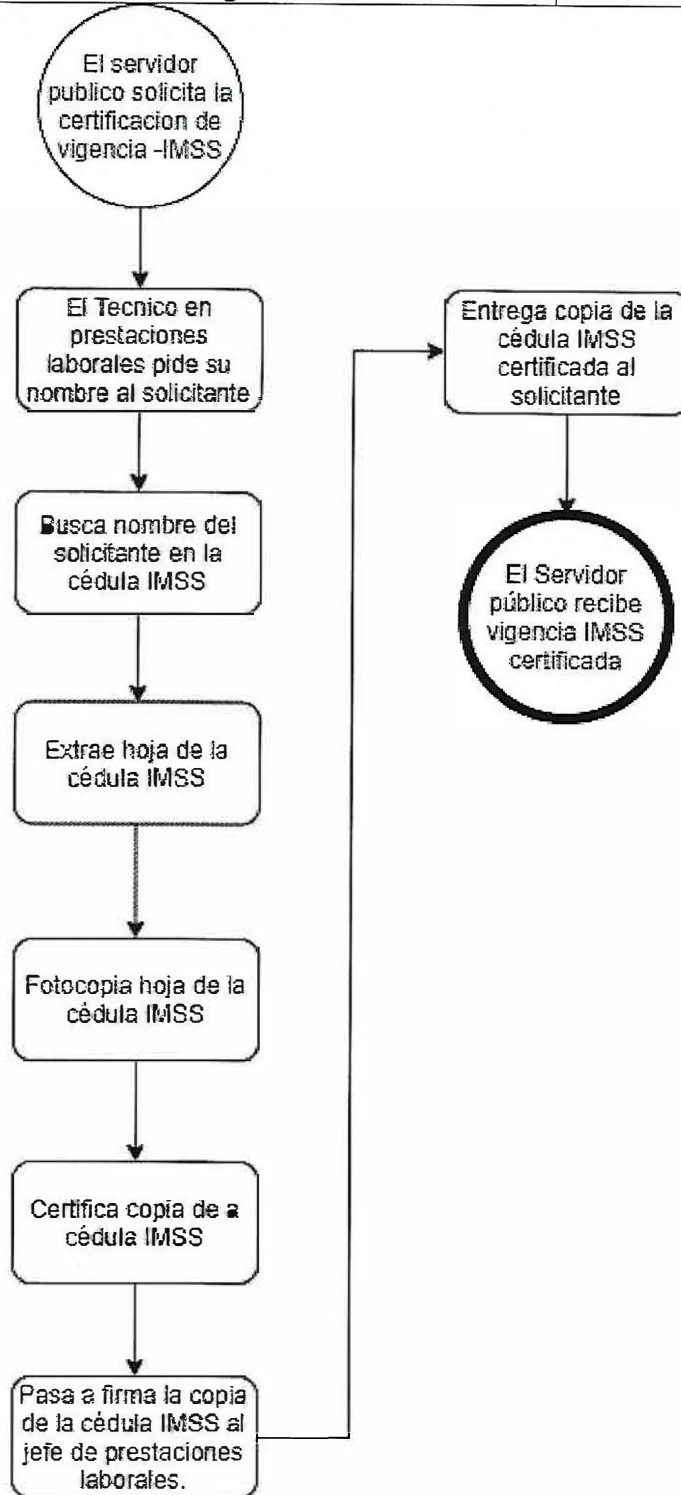 El servidor
publico solicita la
certificacion de
vigencia -IMSS
El Tecnico en
prestaciones
laborales pide su
nombre al solicitante
Busca nombre del
solicitante en la
cédula IMSS
Extrae hoja de la
cédula IMSS
Fotocopia hoja de la
cédula IMSS
Certifica copia de a
cédula IMSS
Pasa a firma la copia
de la cédula IMSS al
jefe de prestaciones
laborales.
Entrega copia de la
cédula IMSS
certificada al
solicitante
El Servidor
público recibe
vigencia IMSS
certificada